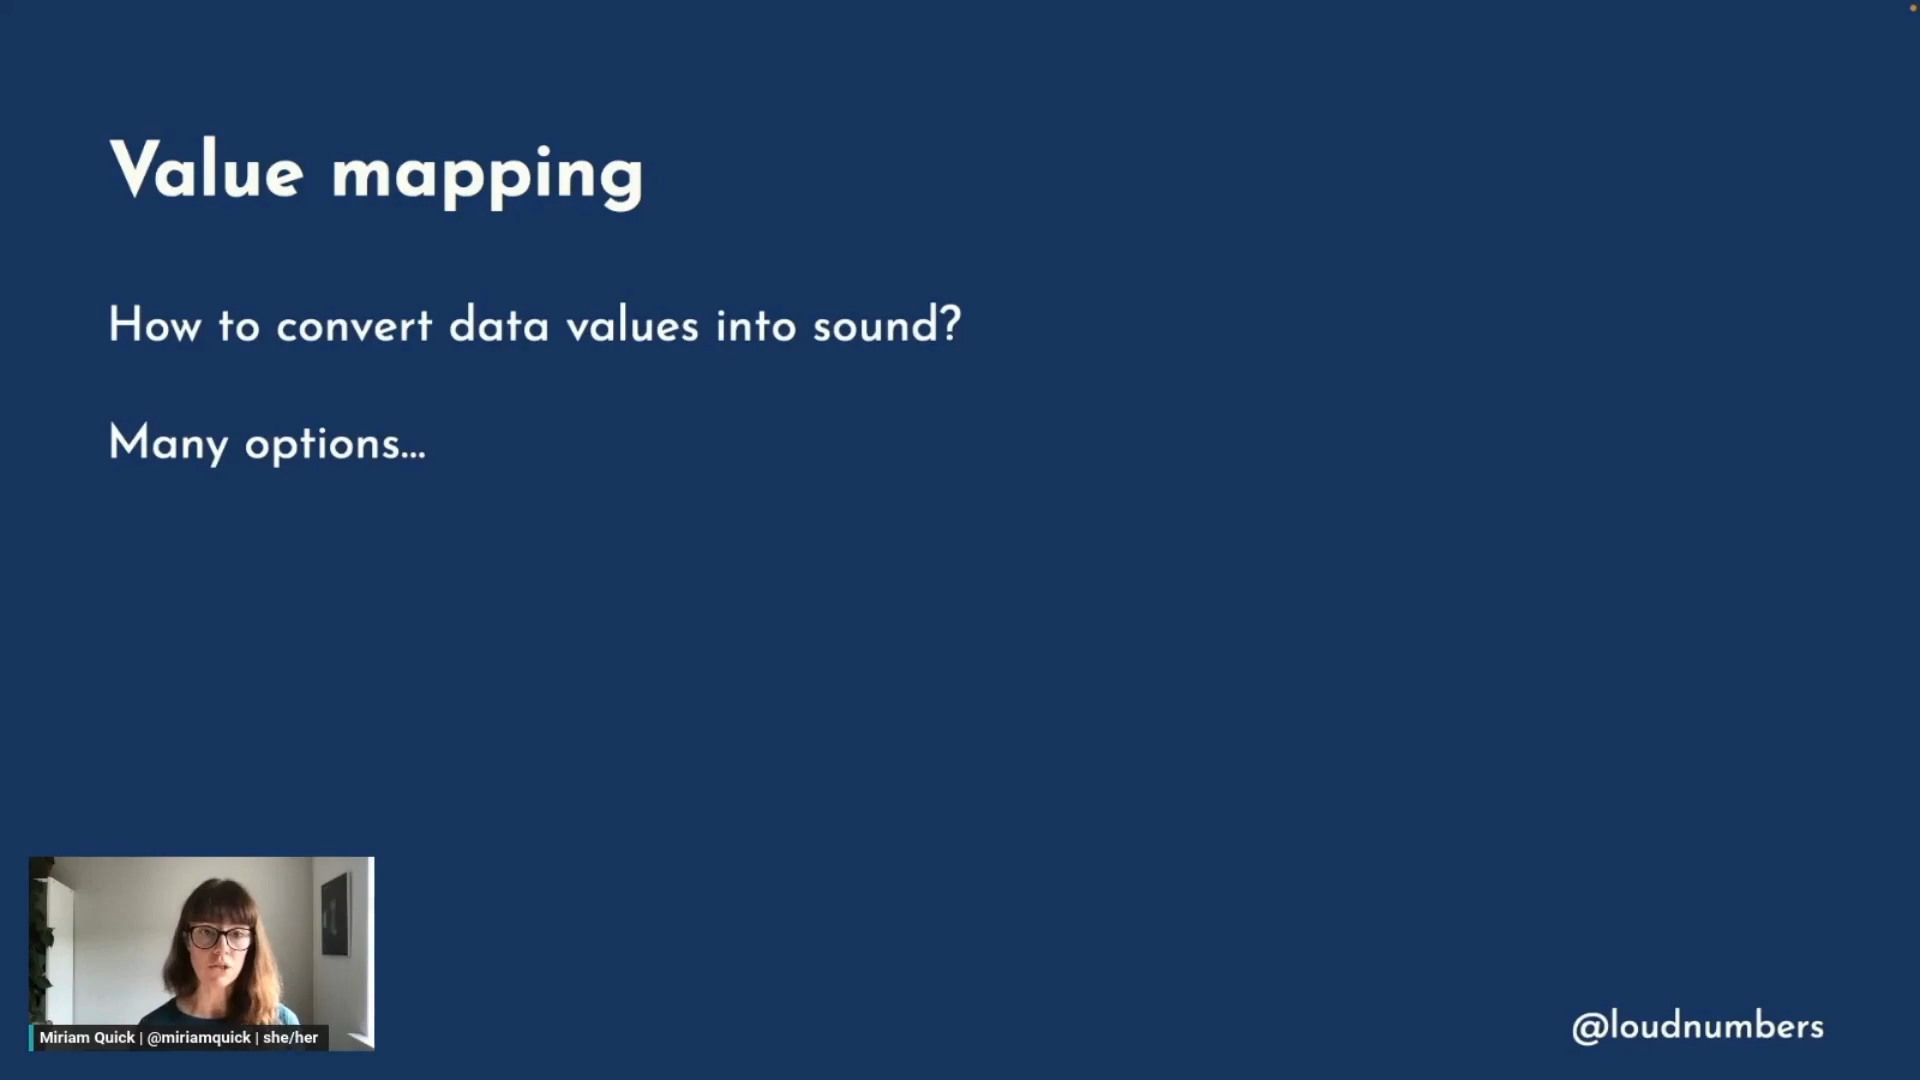 Value mapping
How to convert data values into sound?
Many options...
Miriam Quick | @miriamquick | she/her
@loudnumbers